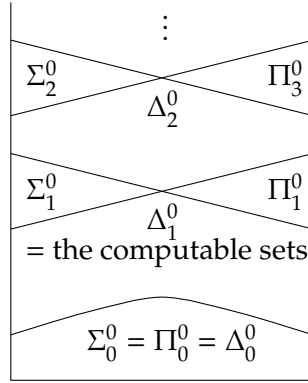 ⋮
Σ⁰₂ Π⁰₃
Δ⁰₂
Σ⁰₁ Π⁰₁
Δ⁰₁
= the computable sets
Σ⁰₀ = Π⁰₀ = Δ⁰₀